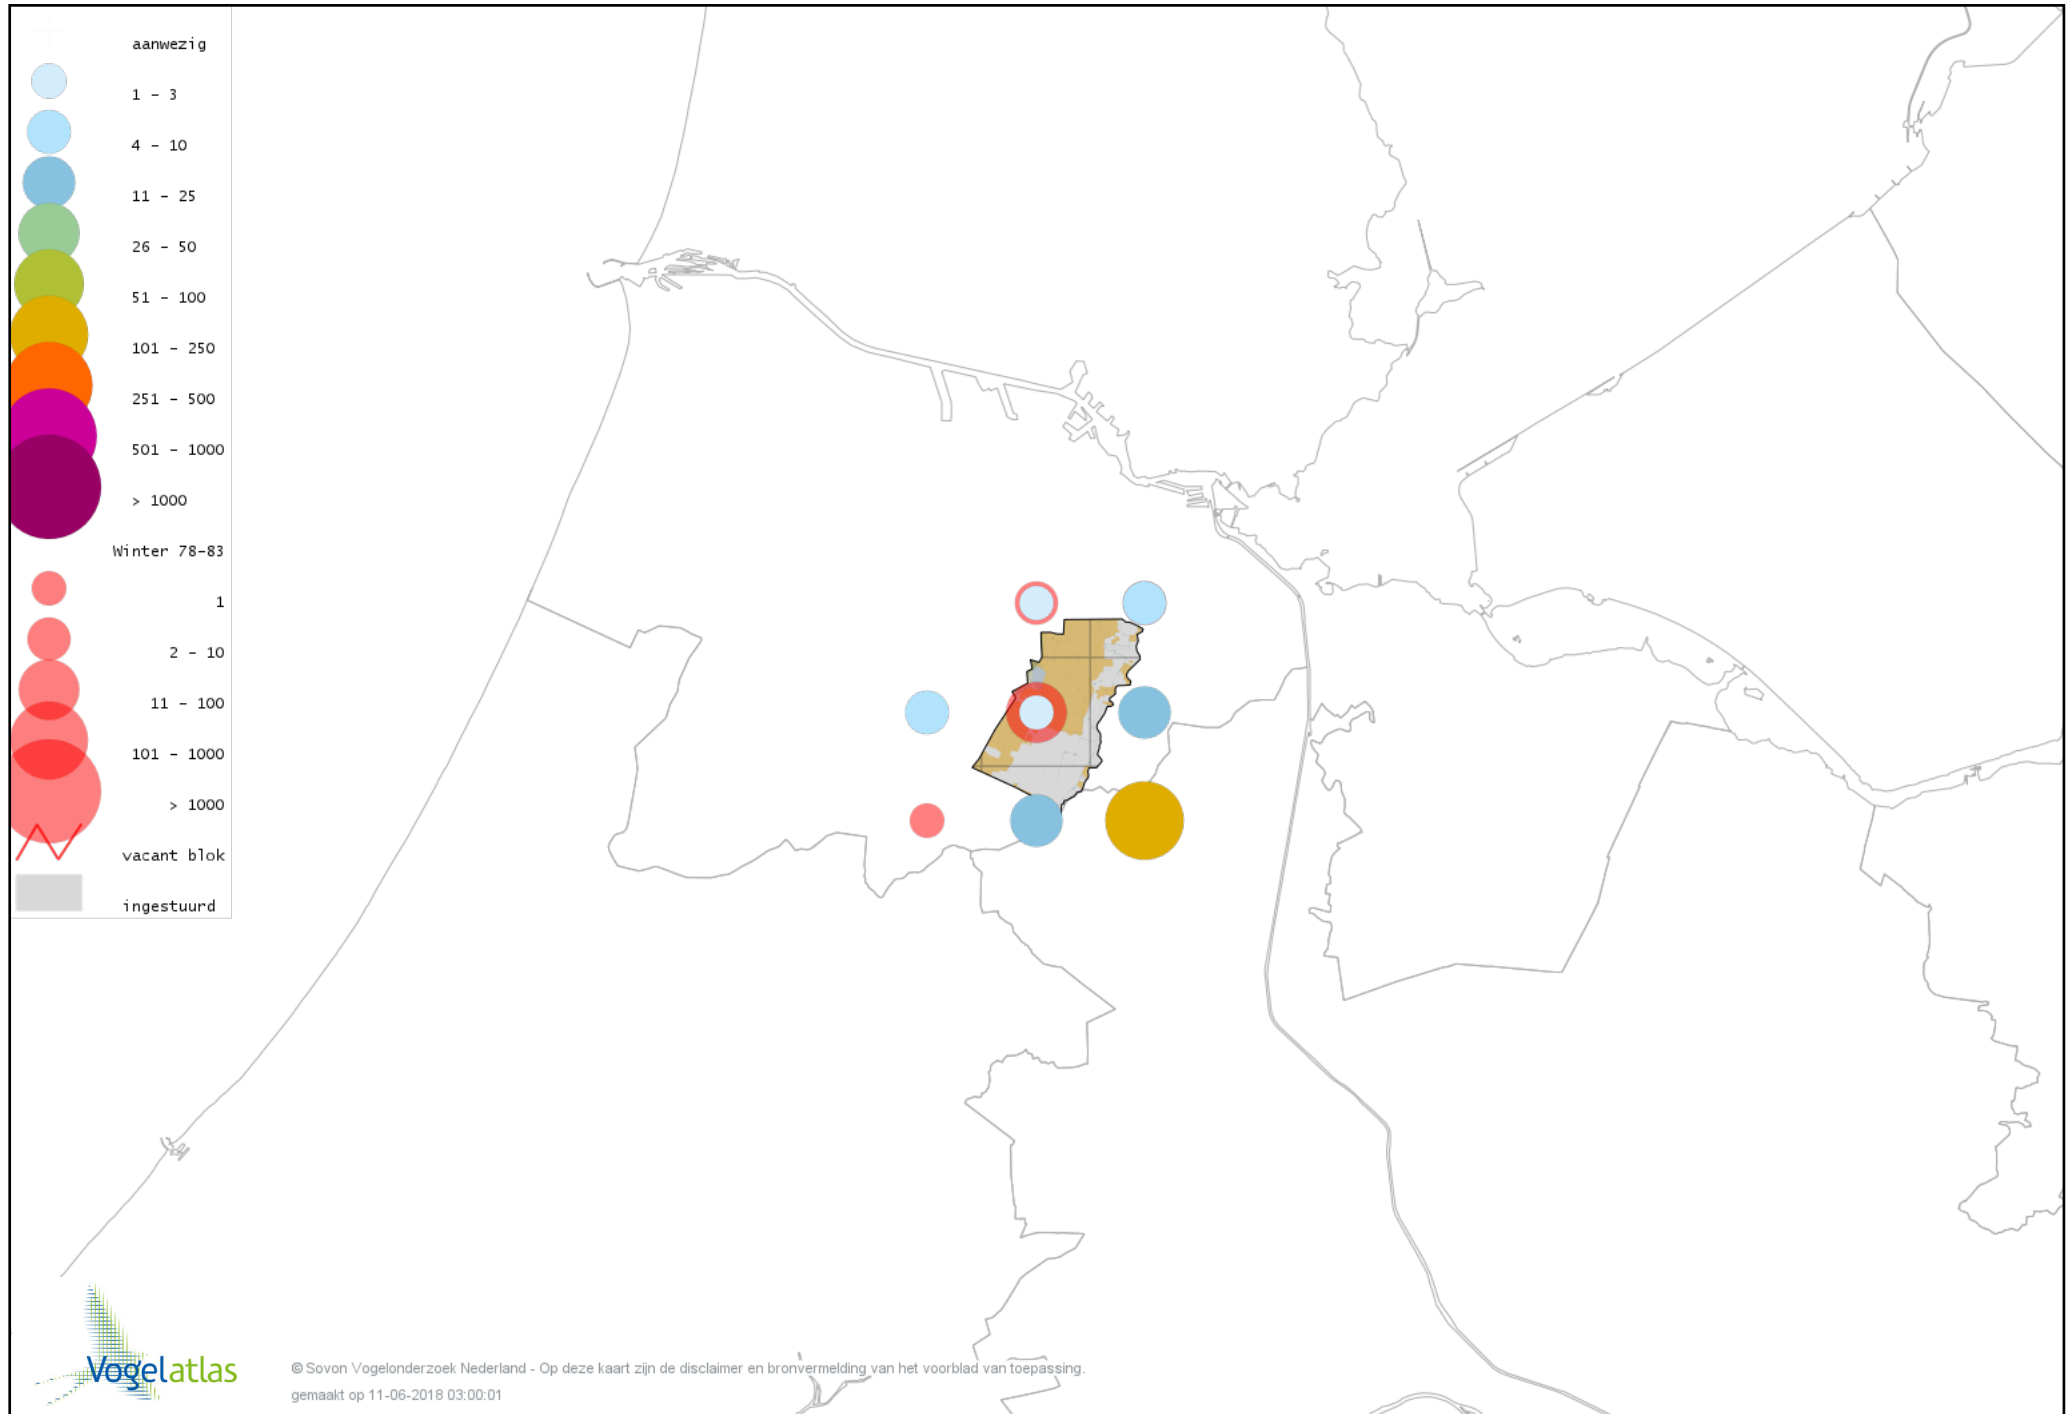 aanwezig
1 - 3
4 - 10
11 - 25
26 - 50
51 - 100
101 - 250
251 - 500
501 - 1000
> 1000
Winter 78-83
1
2 - 10
11 - 100
101 - 1000
> 1000
vacant blok
ingestuurd
Vogelatlas
© Sovon Vogelonderzoek Nederland - Op deze kaart zijn de disclaimer en bronvermelding van het voorblad van toepassing.
gemaakt op 11-06-2018 03:00:01